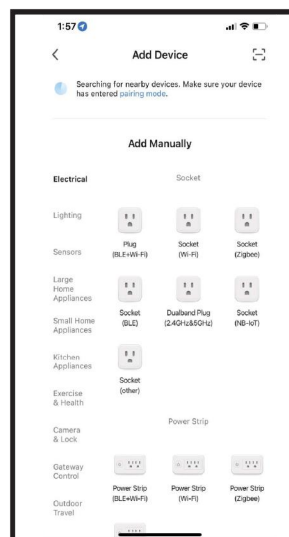 1:57
Add Device
Searching for nearby devices. Make sure your device
has entered pairing mode.
Add Manually
Electrical
Socket
Lighting
Plug
(BLE+Wi-Fi)
Socket
(Wi-Fi)
Socket
(Zigbee)
Sensors
Large
Home
Appliances
Socket
(BLE)
Dualband Plug
(2.4GHz&5GHz)
Socket
(NB-IoT)
Small Home
Appliances
Kitchen
Appliances
Socket
(other)
Exercise
& Health
Power Strip
Camera
& Lock
Gateway
Control
Power Strip
(BLE+Wi-Fi)
Power Strip
(Wi-Fi)
Power Strip
(Zigbee)
Outdoor
Travel